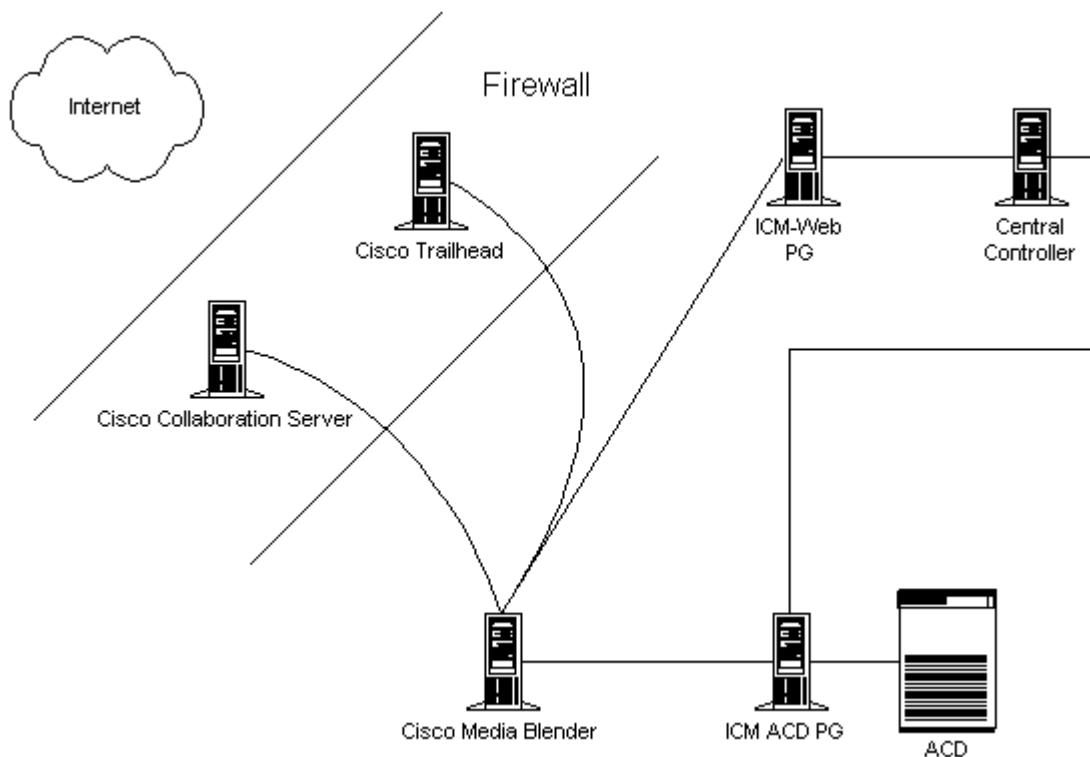 Firewall
Internet
Cisco Trailhead
ICM-Web
PG
Central
Controller
Cisco Collaboration Server
Cisco Media Blender
ICM ACD PG
ACD